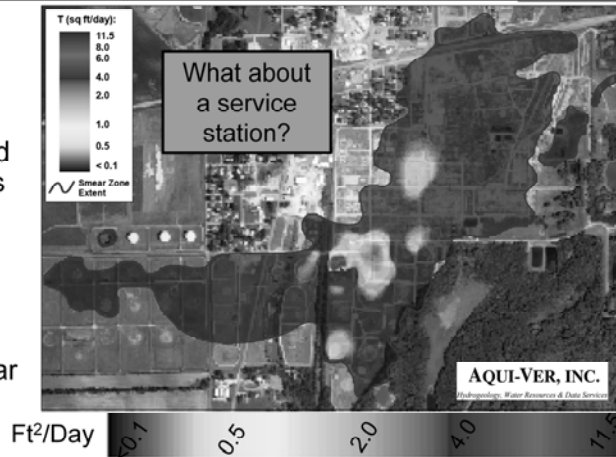 T (sq ft/day):
11.5
8.0
6.0
4.0
2.0
1.0
0.5
< 0.1
Smear Zone
Extent
What about
a service
station?
d
s
ar
AQUI-VER, INC.
Hydrogeology, Water Resources & Data Services
Ft²/Day
<0.1
0.5
2.0
4.0
11.5